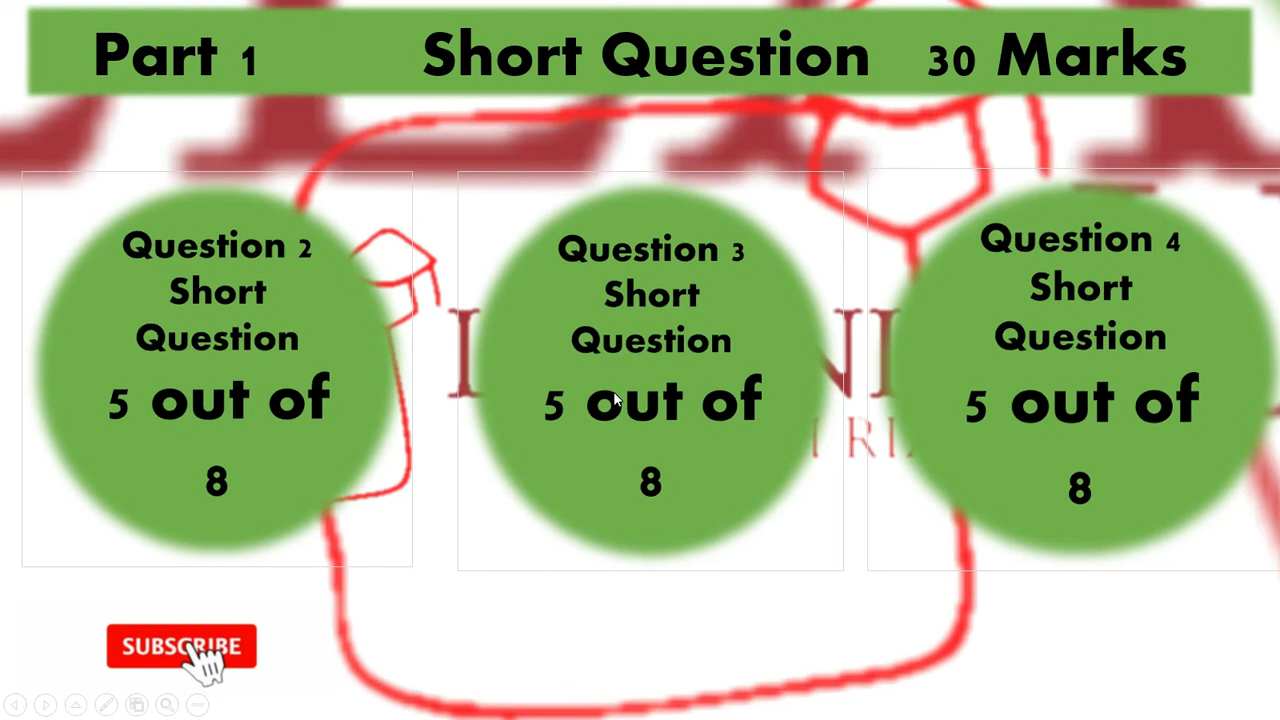 Part 1 Short Question 30 Marks
Question 2
Short
Question
5 out of
8
Question 3
Short
Question
5 out of
8
Question 4
Short
Question
5 out of
8
SUBSCRIBE